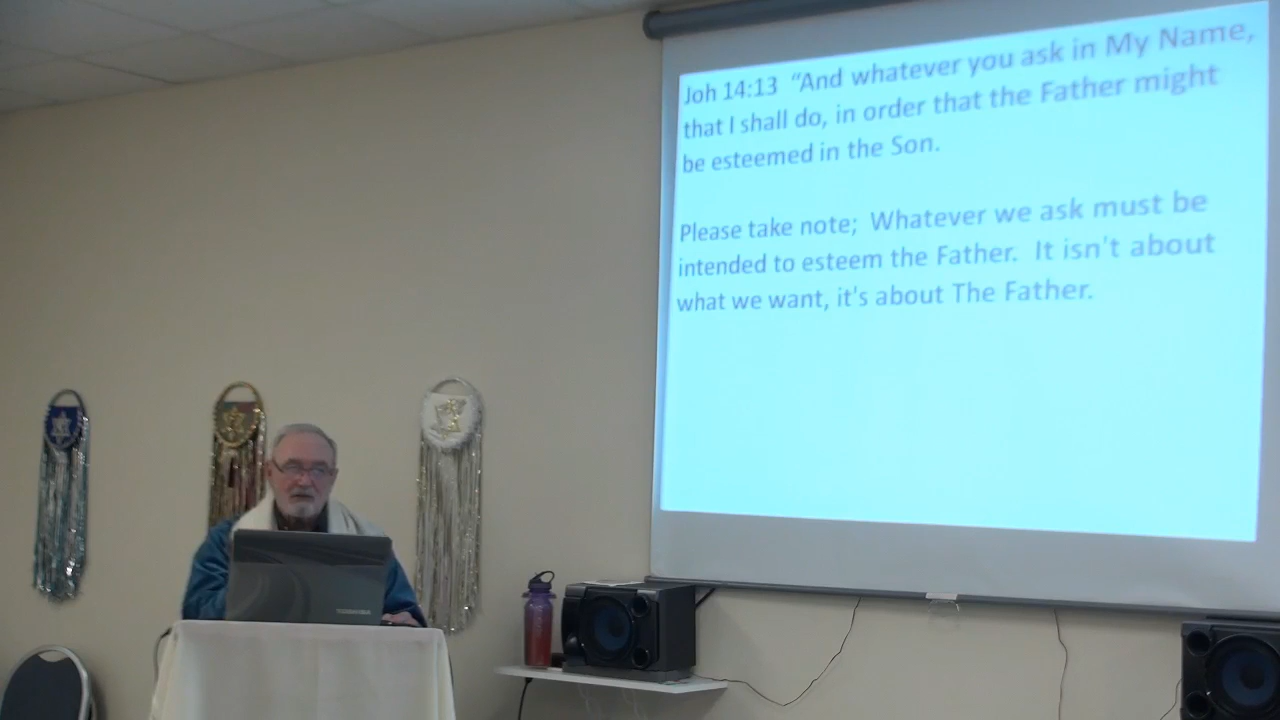 Joh 14:13 “And whatever you ask in My Name,
that I shall do, in order that the Father might
be esteemed in the Son.
Please take note; Whatever we ask must be
intended to esteem the Father. It isn't about
what we want, it's about The Father.
TOSHIBA